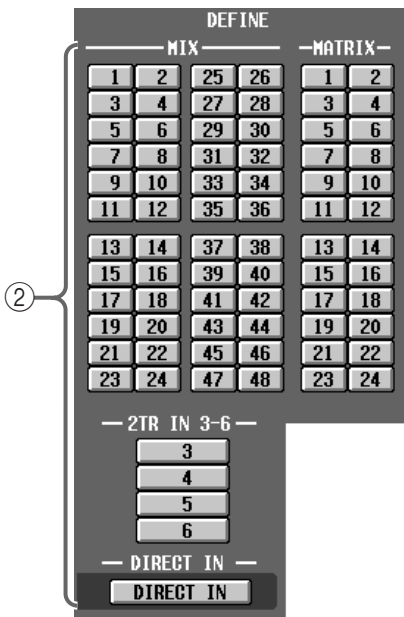 DEFINE
MIX MATRIX
1 2 25 26 1 2
3 4 27 28 3 4
5 6 29 30 5 6
7 8 31 32 7 8
9 10 33 34 9 10
11 12 35 36 11 12
13 14 37 38 13 14
15 16 39 40 15 16
② 17 18 41 42 17 18
19 20 43 44 19 20
21 22 45 46 21 22
23 24 47 48 23 24
2TR IN 3-6
3
4
5
6
DIRECT IN
DIRECT IN